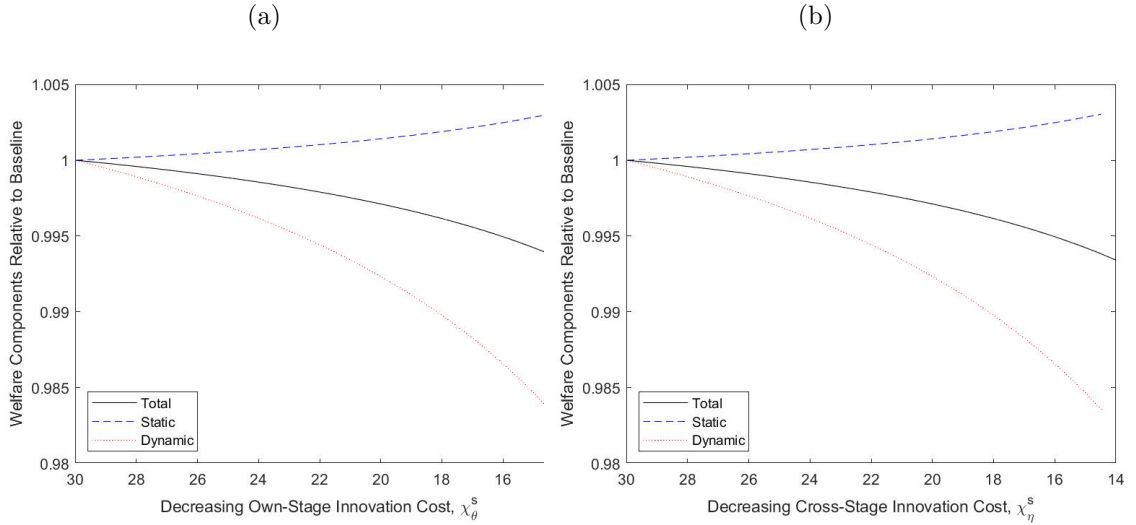 (a)
(b)
Welfare Components Relative to Baseline
1.005
1
0.995
0.99
0.985
0.98
Total
Static
Dynamic
30 28 26 24 22 20 18 16
Decreasing Own-Stage Innovation Cost, χ_θ^s
Welfare Components Relative to Baseline
1.005
1
0.995
0.99
0.985
0.98
Total
Static
Dynamic
30 28 26 24 22 20 18 16 14
Decreasing Cross-Stage Innovation Cost, χ_η^s